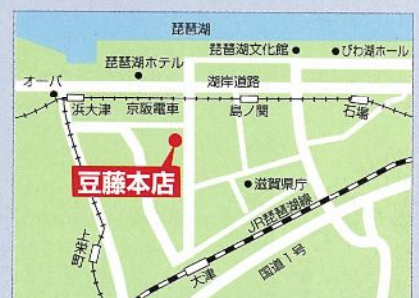 琵琶湖
琵琶湖文化館
びわ湖ホール
琵琶湖ホテル
オーパ
湖岸道路
浜大津
京阪電車
島ノ関
石場
豆藤本店
滋賀県庁
JR琵琶湖線
上栄町
大津
国道1号